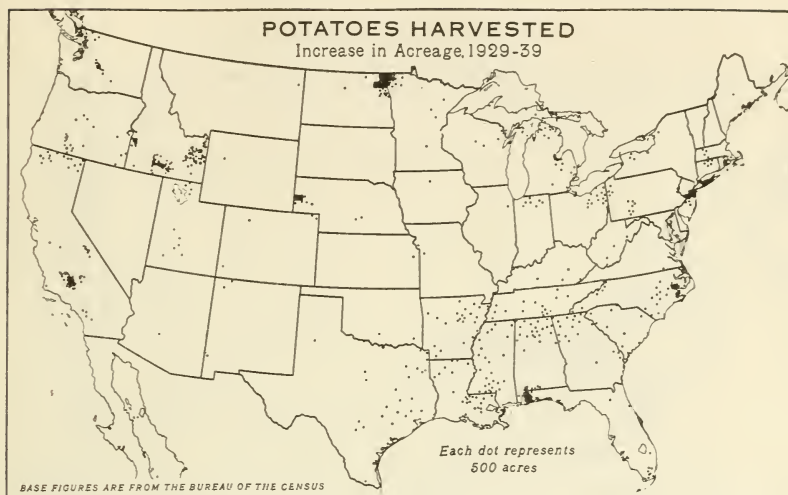 POTATOES HARVESTED
Increase in Acreage, 1929-39
Each dot represents
500 acres
BASE FIGURES ARE FROM THE BUREAU OF THE CENSUS